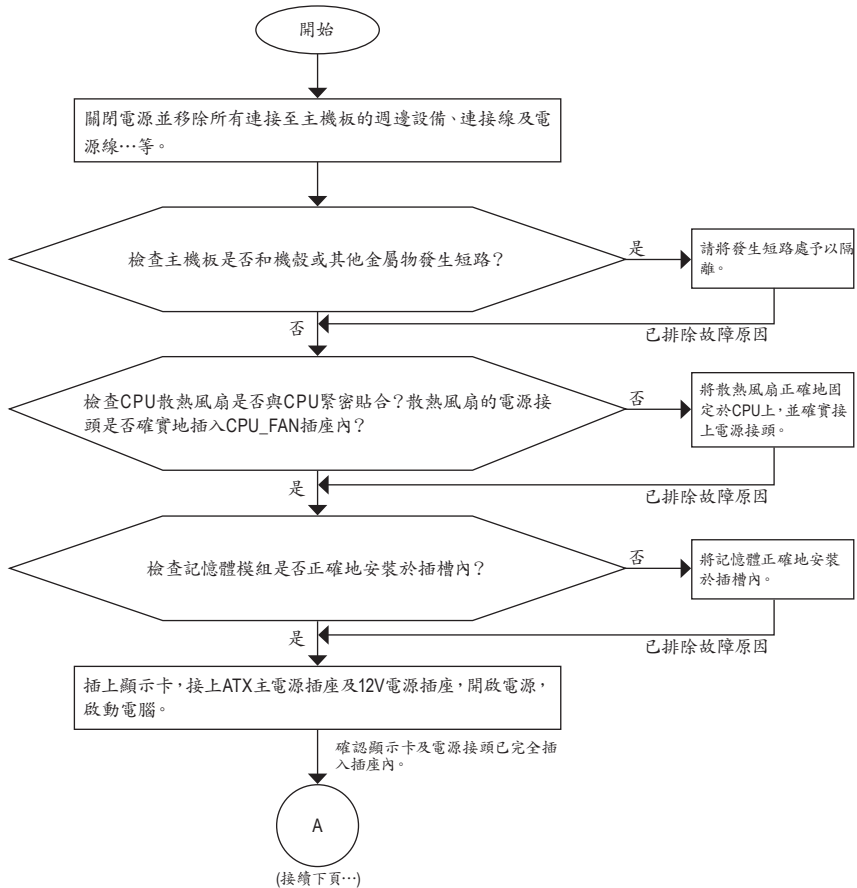 開始
關閉電源並移除所有連接至主機板的週邊設備、連接線及電
源線⋯等。
檢查主機板是否和機殼或其他金屬物發生短路？
是
請將發生短路處予以隔
離。
否
已排除故障原因
檢查CPU散熱風扇是否與CPU緊密貼合？散熱風扇的電源接
頭是否確實地插入CPU_FAN插座內？
否
將散熱風扇正確地固
定於CPU上，並確實接
上電源接頭。
是
已排除故障原因
檢查記憶體模組是否正確地安裝於插槽內？
否
將記憶體正確地安裝
於插槽內。
是
已排除故障原因
插上顯示卡，接上ATX主電源插座及12V電源插座，開啟電源，
啟動電腦。
確認顯示卡及電源接頭已完全插
入插座內。
A
(接續下頁⋯)